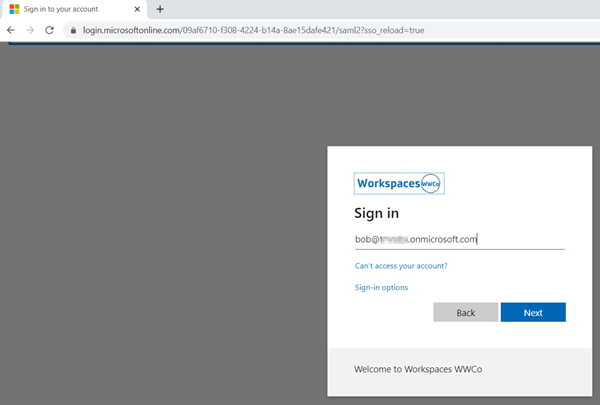 Sign in to your account
login.microsoftonline.com/09af6710-f308-4224-b14a-8ae15dafe421/saml2?sso_reload=true
Workspaces WWCo
Sign in
bob@ .onmicrosoft.com
Can't access your account?
Sign-in options
Back Next
Welcome to Workspaces WWCo